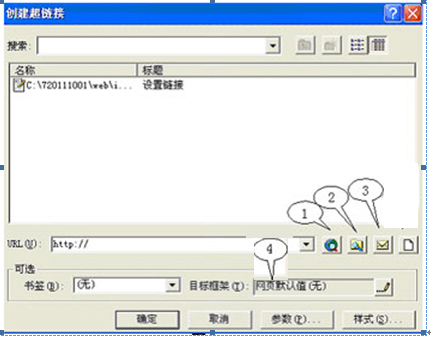 创建超链接
搜索:
名称 标题
C:\720111001\web\i... 设置链接
1 2 3
4
URL(U): http://
可选
书签(B): (无) 目标框架(T): 网页默认值(无)
确定 取消 参数(P)... 样式(S)...